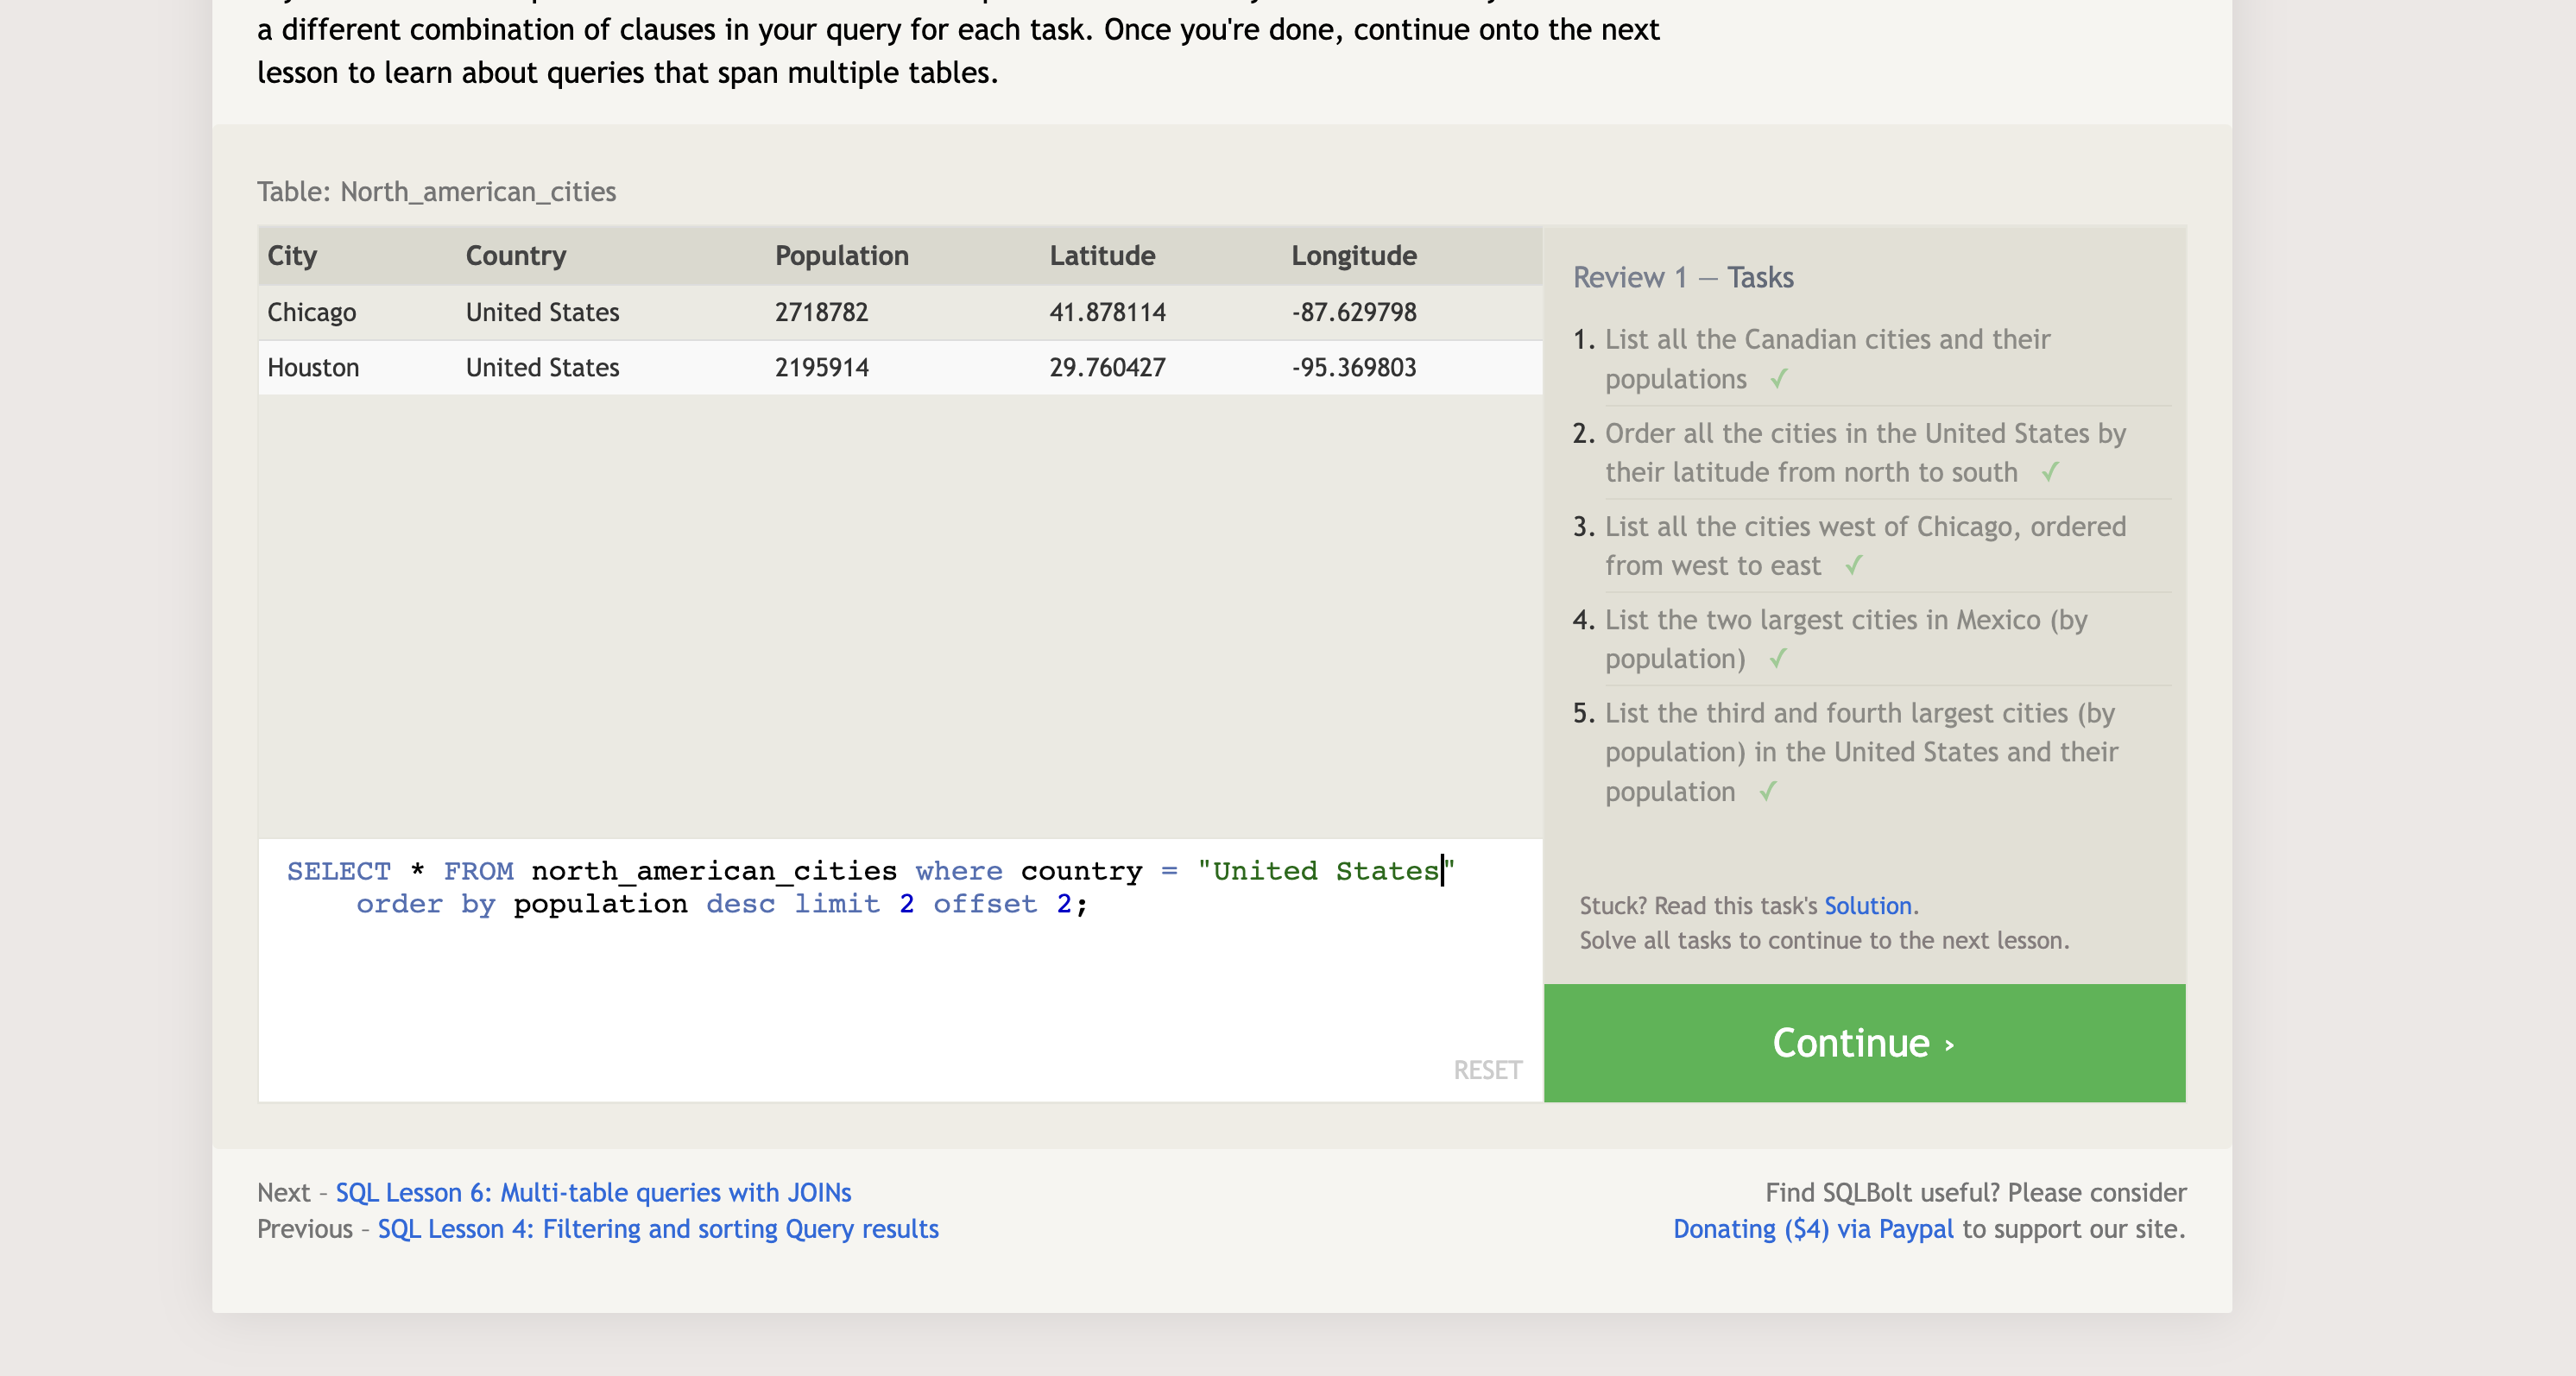 a different combination of clauses in your query for each task. Once you're done, continue onto the next
lesson to learn about queries that span multiple tables.
Table: North_american_cities
City Country Population Latitude Longitude
Chicago United States 2718782 41.878114 -87.629798
Houston United States 2195914 29.760427 -95.369803
SELECT * FROM north_american_cities where country = "United States"
order by population desc limit 2 offset 2;
RESET
Review 1 — Tasks
1. List all the Canadian cities and their
populations ✓
2. Order all the cities in the United States by
their latitude from north to south ✓
3. List all the cities west of Chicago, ordered
from west to east ✓
4. List the two largest cities in Mexico (by
population) ✓
5. List the third and fourth largest cities (by
population) in the United States and their
population ✓
Stuck? Read this task's Solution.
Solve all tasks to continue to the next lesson.
Continue ›
Next – SQL Lesson 6: Multi-table queries with JOINs
Previous – SQL Lesson 4: Filtering and sorting Query results
Find SQLBolt useful? Please consider
Donating ($4) via Paypal to support our site.